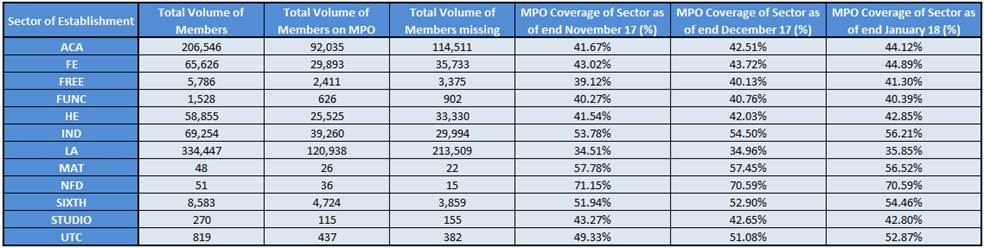 Sector of Establishment | Total Volume of Members | Total Volume of Members on MPO | Total Volume of Members missing | MPO Coverage of Sector as of end November 17 (%) | MPO Coverage of Sector as of end December 17 (%) | MPO Coverage of Sector as of end January 18 (%)
ACA | 206,546 | 92,035 | 114,511 | 41.67% | 42.51% | 44.12%
FE | 65,626 | 29,893 | 35,733 | 43.02% | 43.72% | 44.89%
FREE | 5,786 | 2,411 | 3,375 | 39.12% | 40.13% | 41.30%
FUNC | 1,528 | 626 | 902 | 40.27% | 40.76% | 40.39%
HE | 58,855 | 25,525 | 33,330 | 41.54% | 42.03% | 42.85%
IND | 69,254 | 39,260 | 29,994 | 53.78% | 54.50% | 56.21%
LA | 334,447 | 120,938 | 213,509 | 34.51% | 34.96% | 35.85%
MAT | 48 | 26 | 22 | 57.78% | 57.45% | 56.52%
NFD | 51 | 36 | 15 | 71.15% | 70.59% | 70.59%
SIXTH | 8,583 | 4,724 | 3,859 | 51.94% | 52.90% | 54.46%
STUDIO | 270 | 115 | 155 | 43.27% | 42.65% | 42.80%
UTC | 819 | 437 | 382 | 49.33% | 51.08% | 52.87%